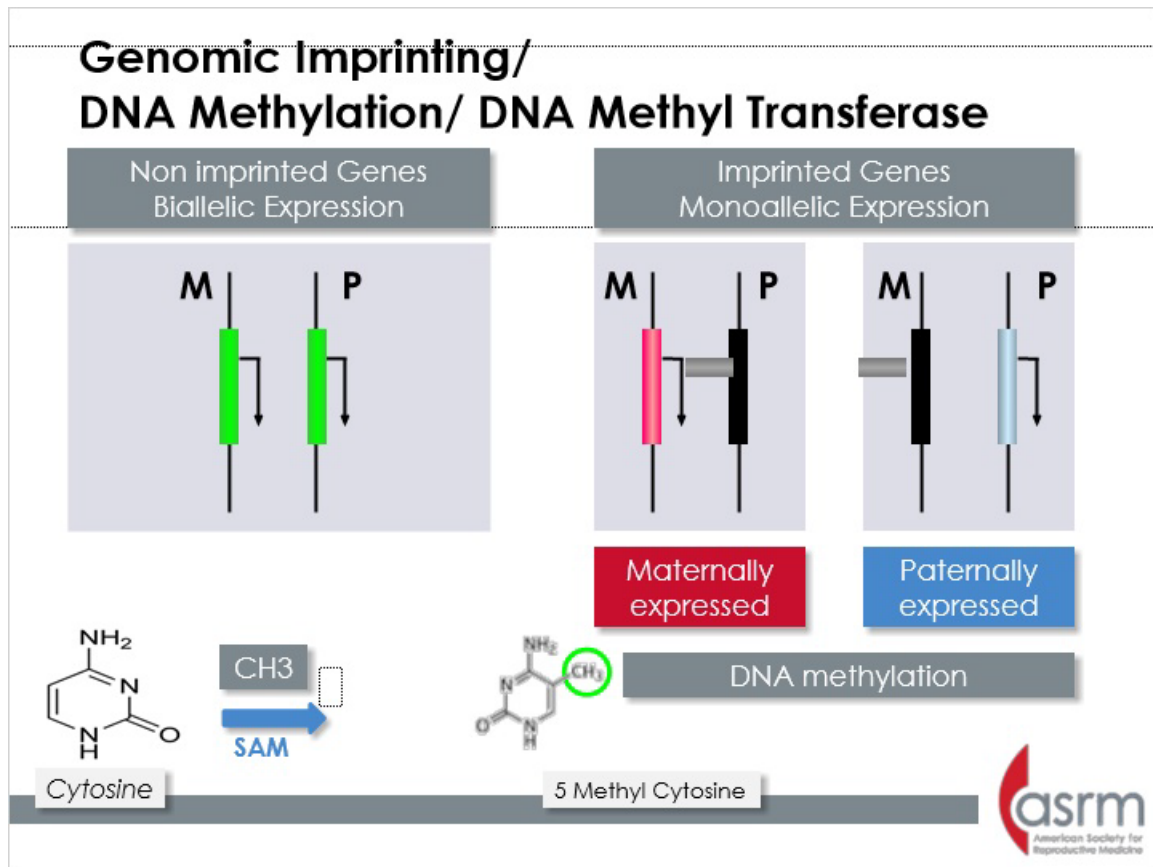 Genomic Imprinting/
DNA Methylation/ DNA Methyl Transferase
Non imprinted Genes
Biallelic Expression
Imprinted Genes
Monoallelic Expression
M P
M P
M P
Maternally
expressed
Paternally
expressed
NH₂
N
N
H
O
CH3
SAM
NH₂
CH₃
N
O
N
H
DNA methylation
Cytosine
5 Methyl Cytosine
asrm
American Society for
Reproductive Medicine